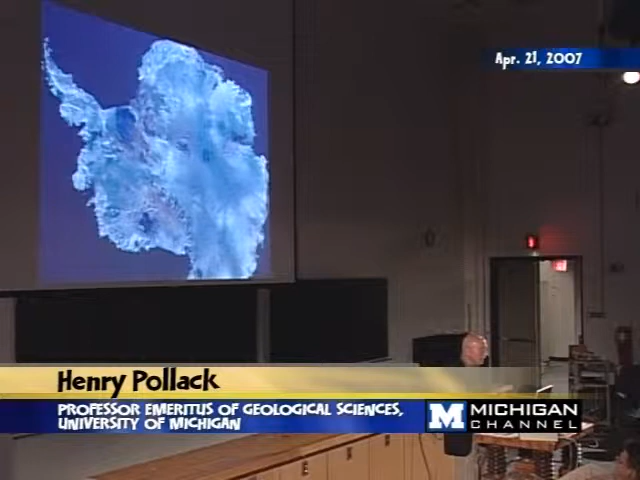 Apr. 21, 2007
Henry Pollack
PROFESSOR EMERITUS OF GEOLOGICAL SCIENCES,
UNIVERSITY OF MICHIGAN
M MICHIGAN
CHANNEL